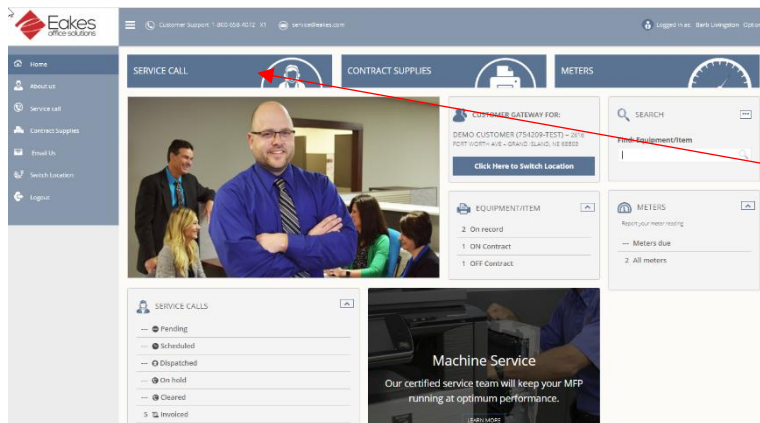 Eakes
office solutions
Customer Support 1-800-658-4072 X1
service@eakes.com
Logged in as: Barb Livingston
Home
About us
Service call
Contract Supplies
Email Us
Switch Location
Logout
SERVICE CALL
CONTRACT SUPPLIES
METERS
CUSTOMER GATEWAY FOR:
DEMO CUSTOMER (754209-TEST) – 2016
FORT WORTH AVE – GRAND ISLAND, NE 68803
Click Here to Switch Location
SEARCH
Find: Equipment/Item
EQUIPMENT/ITEM
2 On record
1 ON Contract
1 OFF Contract
METERS
Report your meter reading
--- Meters due
2 All meters
SERVICE CALLS
--- Pending
--- Scheduled
--- Dispatched
--- On hold
--- Cleared
5 Invoiced
Machine Service
Our certified service team will keep your MFP
running at optimum performance.
LEARN MORE